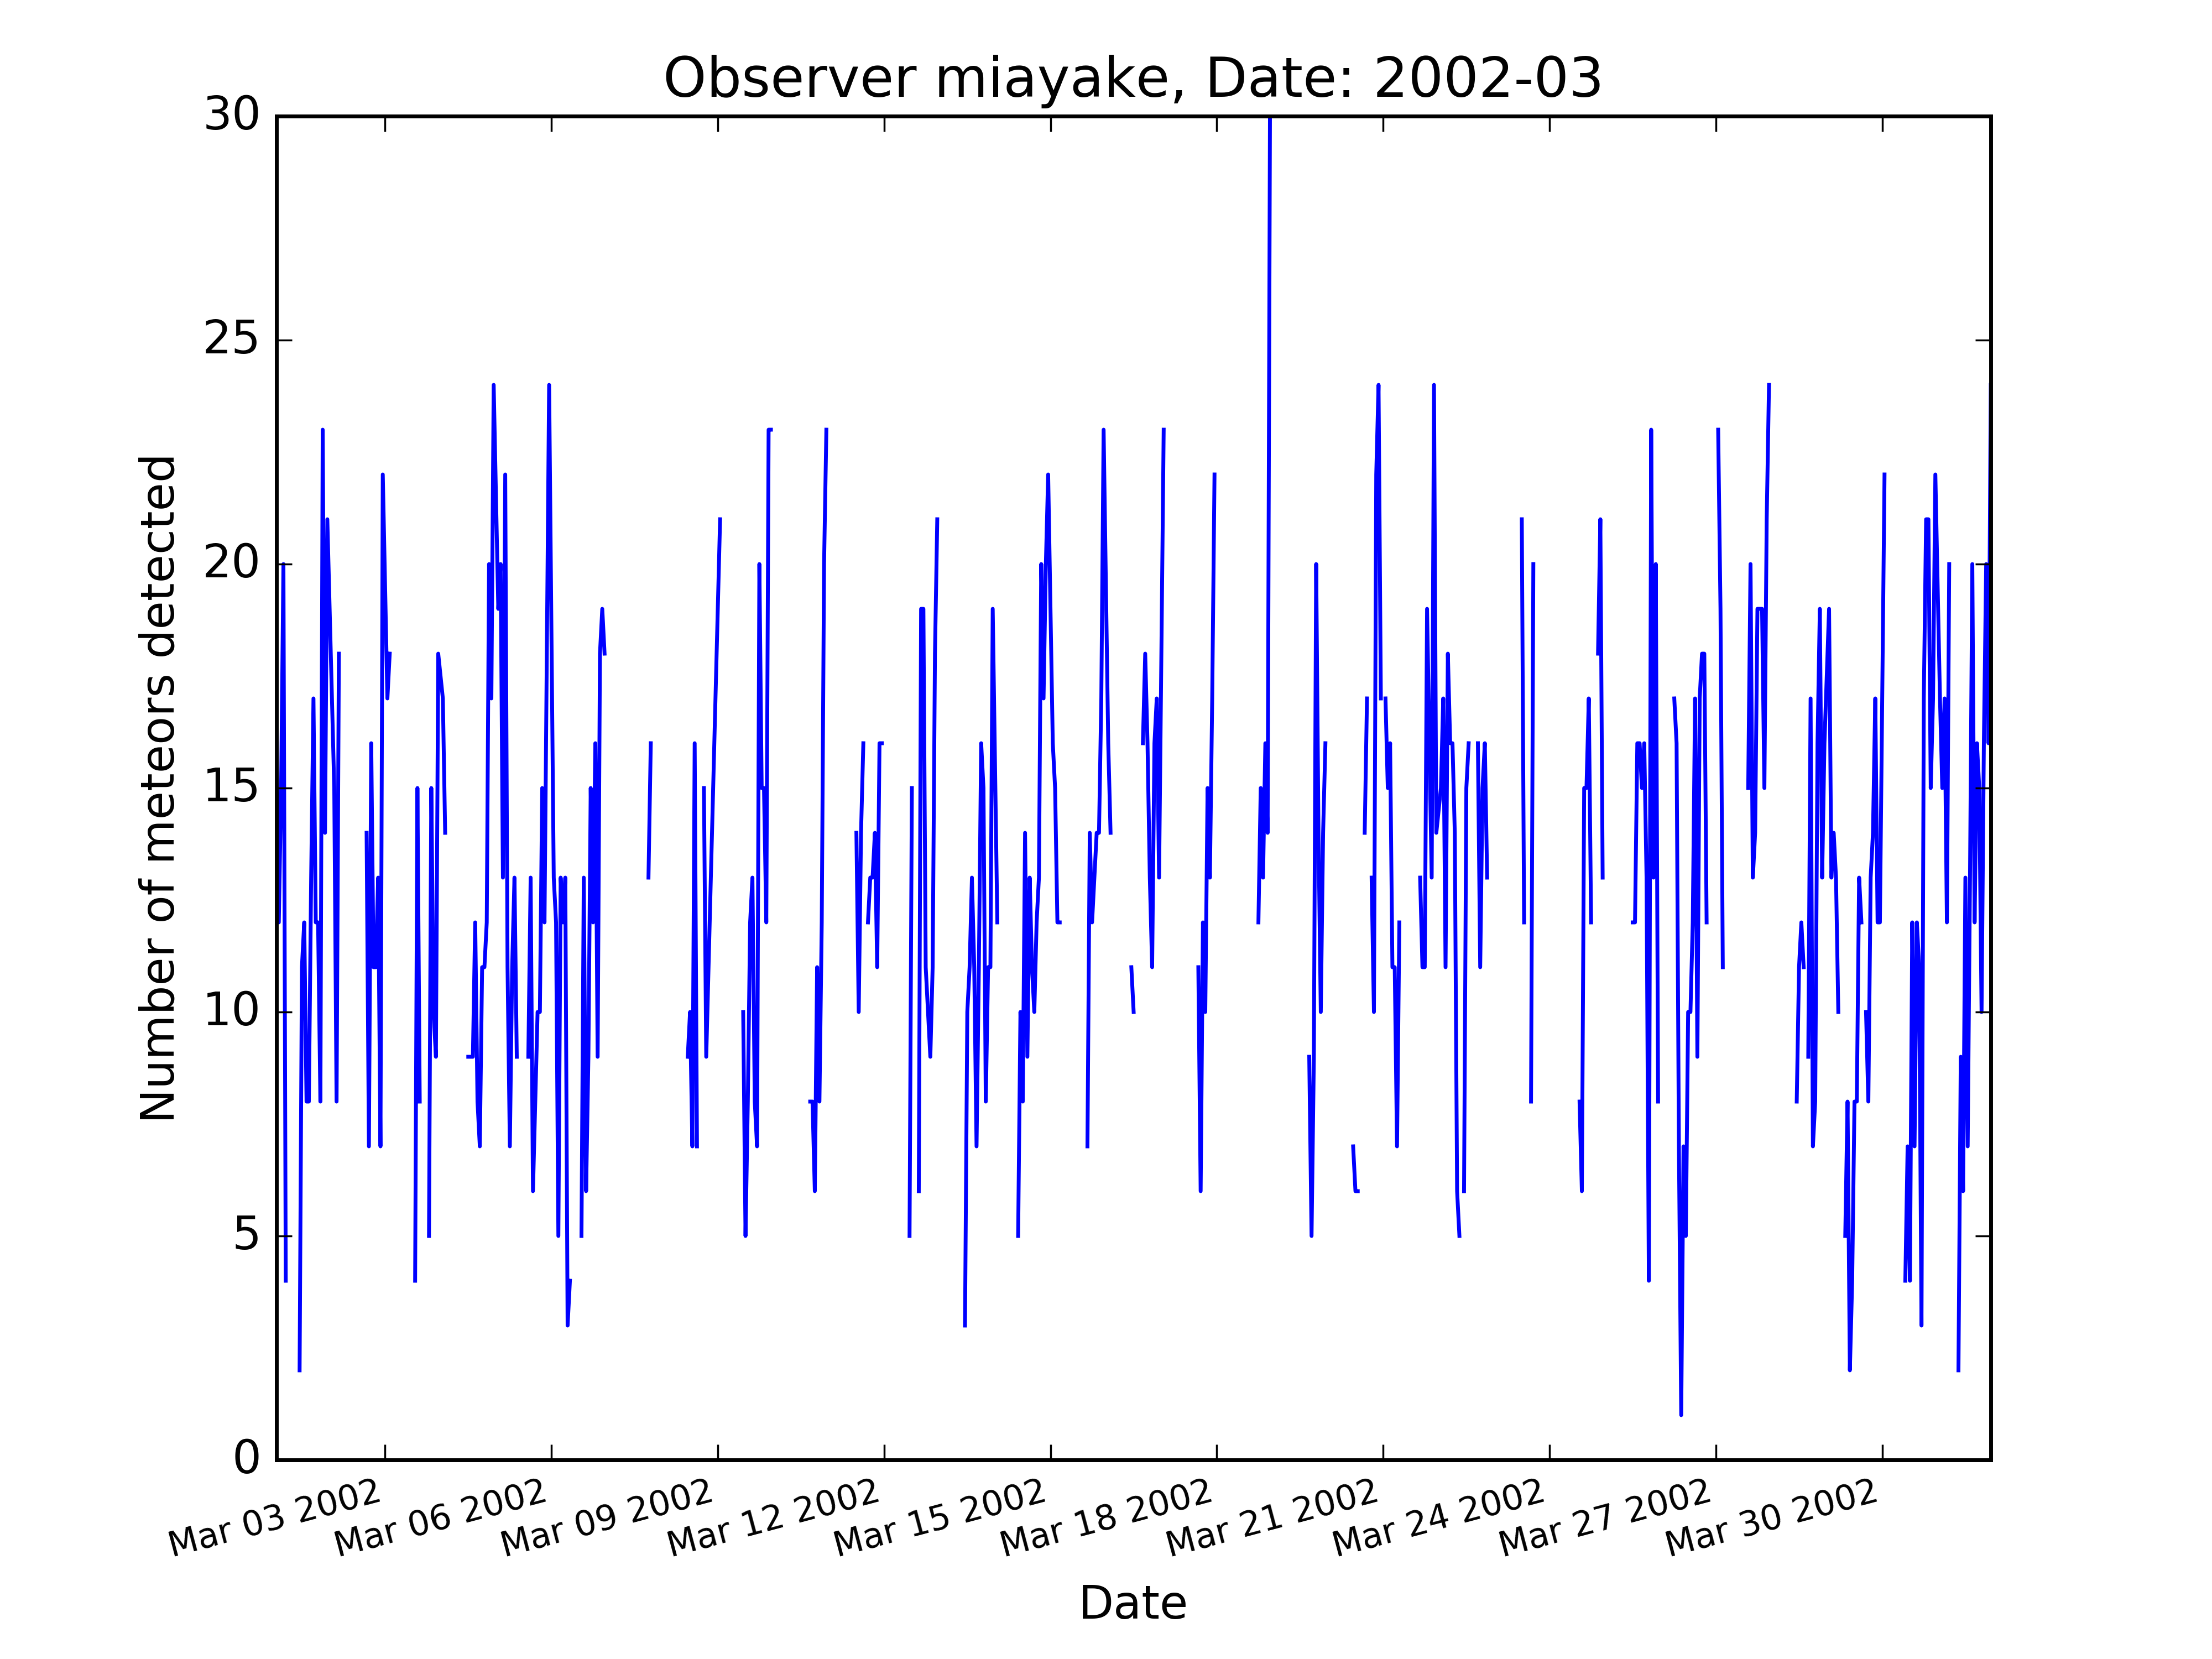 Observer miayake, Date: 2002-03
Number of meteors detected
30
25
20
15
10
5
0
Mar 03 2002
Mar 06 2002
Mar 09 2002
Mar 12 2002
Mar 15 2002
Mar 18 2002
Mar 21 2002
Mar 24 2002
Mar 27 2002
Mar 30 2002
Date